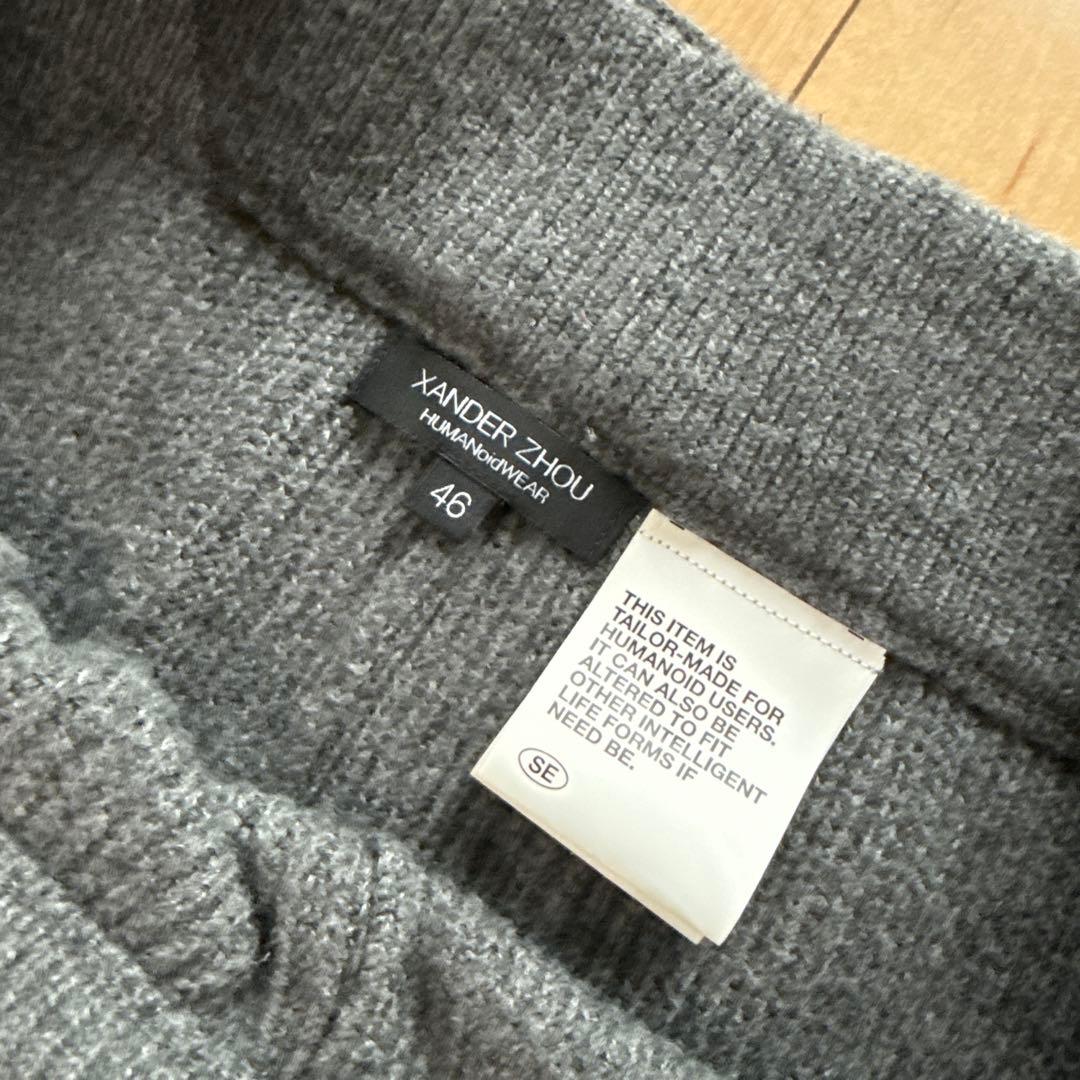 XANDER ZHOU
HUMANoidWEAR
46
THIS ITEM IS
TAILOR-MADE FOR
HUMANOID USERS.
IT CAN ALSO BE
ALTERED TO FIT
OTHER INTELLIGENT
LIFE FORMS IF
NEED BE.
SE